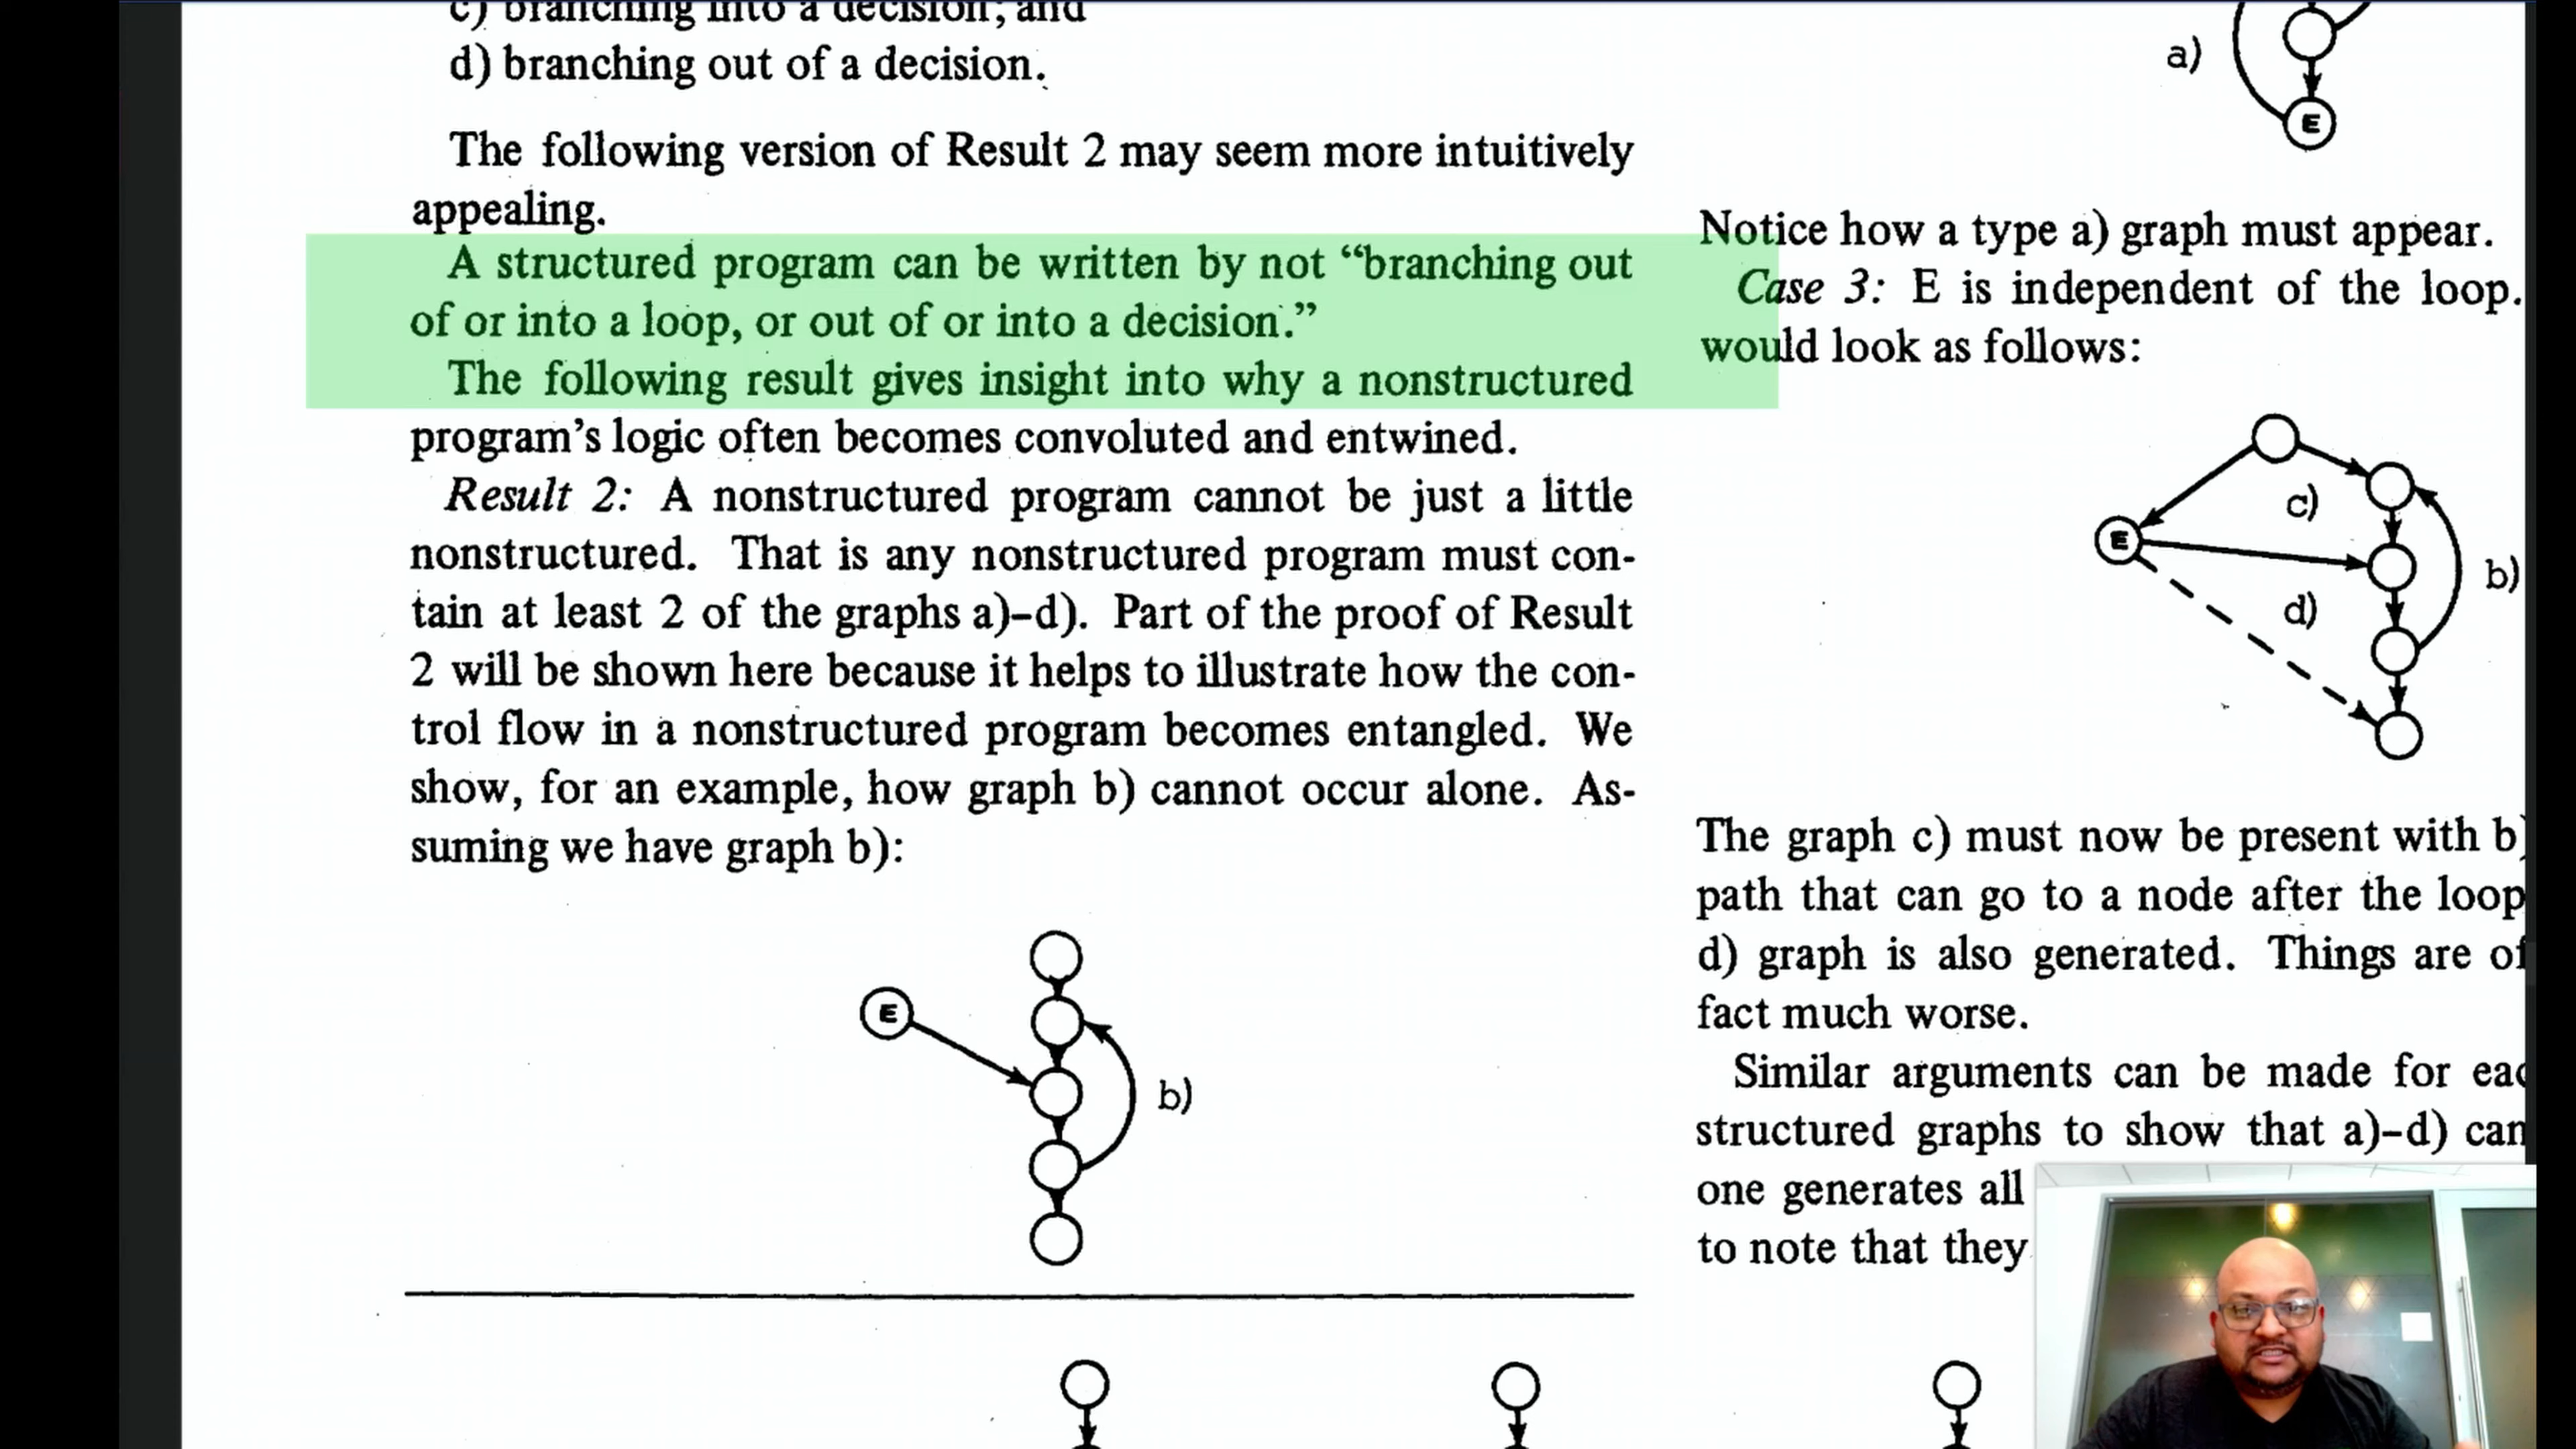 c) branching into a decision; and
d) branching out of a decision.
The following version of Result 2 may seem more intuitively
appealing.
A structured program can be written by not “branching out
of or into a loop, or out of or into a decision.”
The following result gives insight into why a nonstructured
program’s logic often becomes convoluted and entwined.
Result 2: A nonstructured program cannot be just a little
nonstructured. That is any nonstructured program must con-
tain at least 2 of the graphs a)–d). Part of the proof of Result
2 will be shown here because it helps to illustrate how the con-
trol flow in a nonstructured program becomes entangled. We
show, for an example, how graph b) cannot occur alone. As-
suming we have graph b):
E
b)
a)
E
Notice how a type a) graph must appear.
Case 3: E is independent of the loop.
would look as follows:
c)
E
b)
d)
The graph c) must now be present with b)
path that can go to a node after the loop
d) graph is also generated. Things are of
fact much worse.
Similar arguments can be made for
structured graphs to show that a)–d) can
one generates all
to note that they